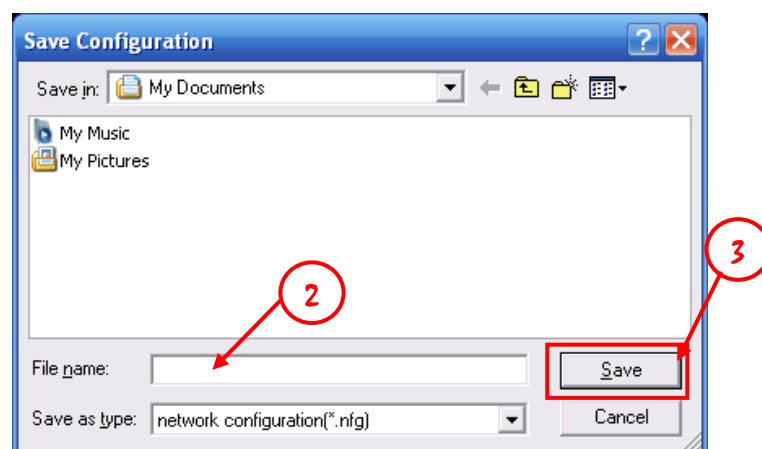 Save Configuration
Save in: My Documents
My Music
My Pictures
3
2
File name:
Save
Save as type: network configuration(*.nfg)
Cancel